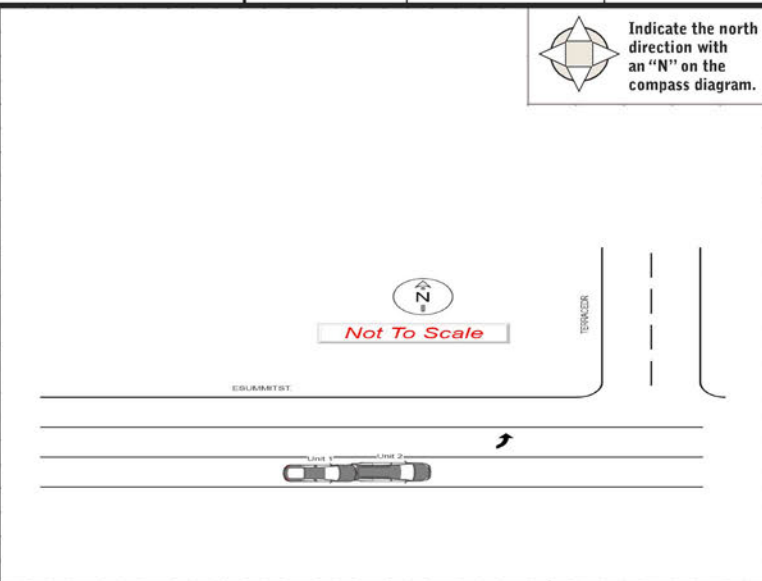 Indicate the north
direction with
an “N” on the
compass diagram.
N
Not To Scale
TERRACEDR
ESUMMITST
Unit 1
Unit 2